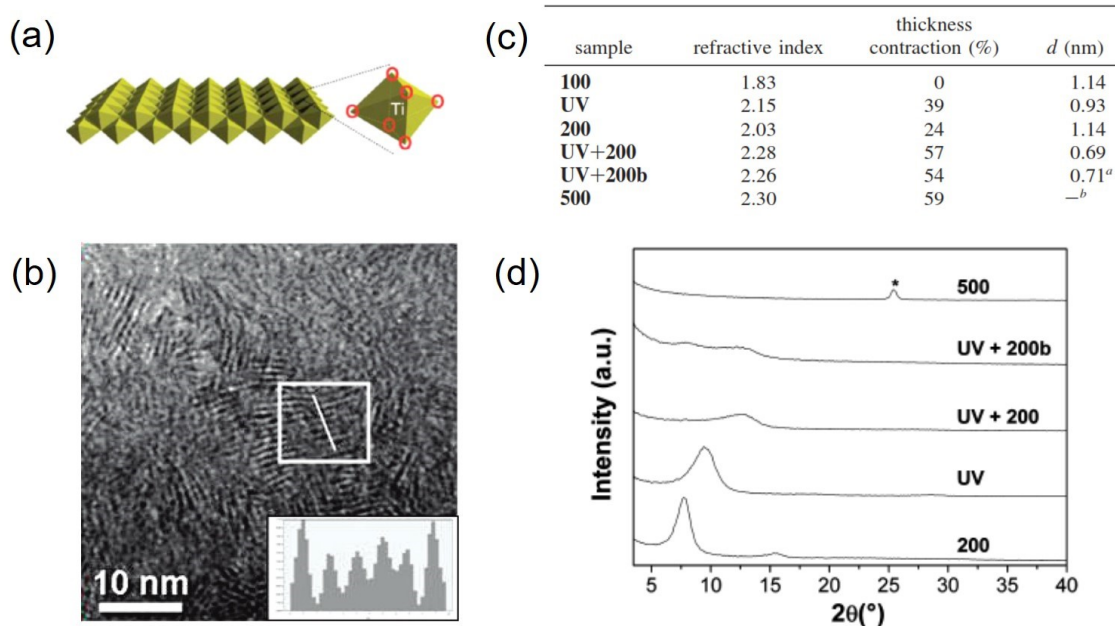 (a)
Ti
(b)
10 nm
(c)
sample refractive index thickness contraction (%) d (nm)
100 1.83 0 1.14
UV 2.15 39 0.93
200 2.03 24 1.14
UV+200 2.28 57 0.69
UV+200b 2.26 54 0.71ᵃ
500 2.30 59 —ᵇ
(d)
Intensity (a.u.)
* 500
UV + 200b
UV + 200
UV
200
5 10 15 20 25 30 35 40
2θ(°)